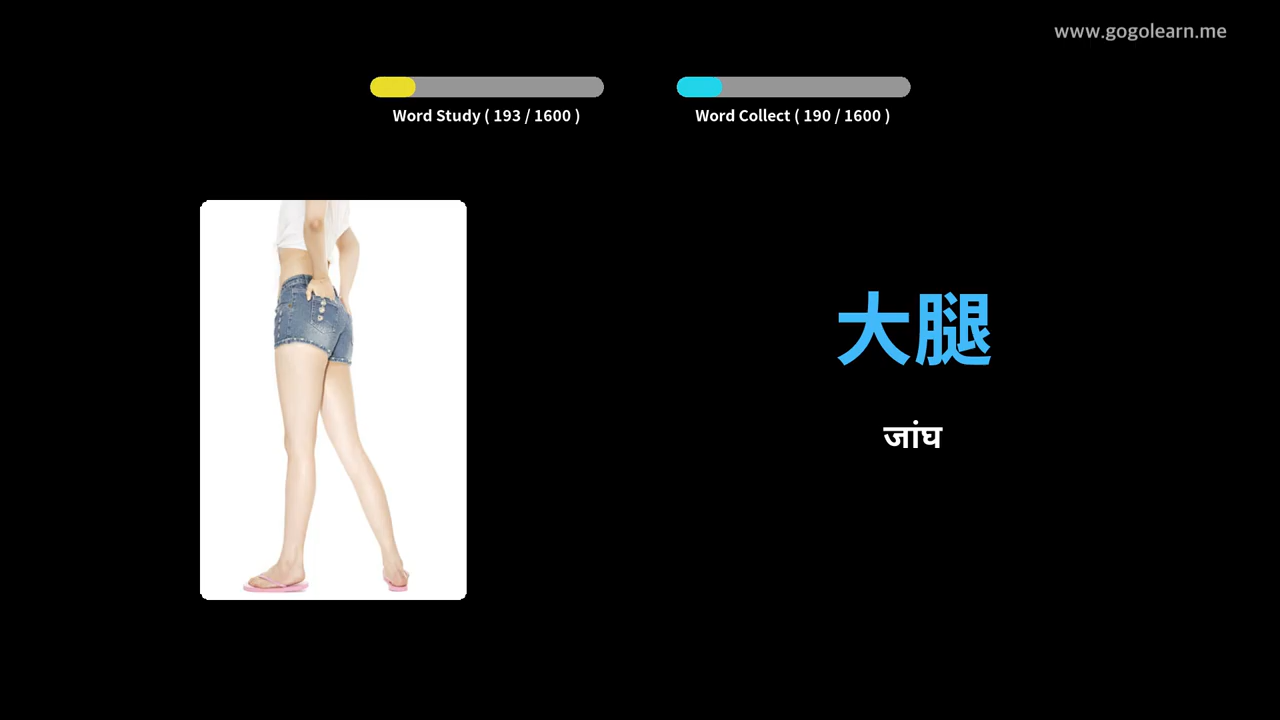 www.gogolearn.me
Word Study ( 193 / 1600 )
Word Collect ( 190 / 1600 )
大腿
जांघ